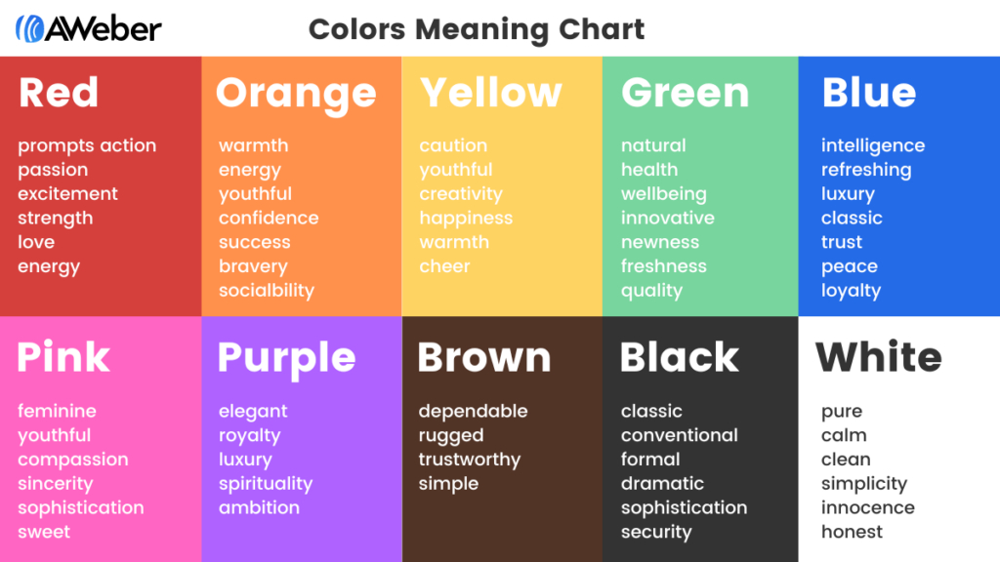 AWeber
Colors Meaning Chart
Red
prompts action
passion
excitement
strength
love
energy
Orange
warmth
energy
youthful
confidence
success
bravery
socialbility
Yellow
caution
youthful
creativity
happiness
warmth
cheer
Green
natural
health
wellbeing
innovative
newness
freshness
quality
Blue
intelligence
refreshing
luxury
classic
trust
peace
loyalty
Pink
feminine
youthful
compassion
sincerity
sophistication
sweet
Purple
elegant
royalty
luxury
spirituality
ambition
Brown
dependable
rugged
trustworthy
simple
Black
classic
conventional
formal
dramatic
sophistication
security
White
pure
calm
clean
simplicity
innocence
honest